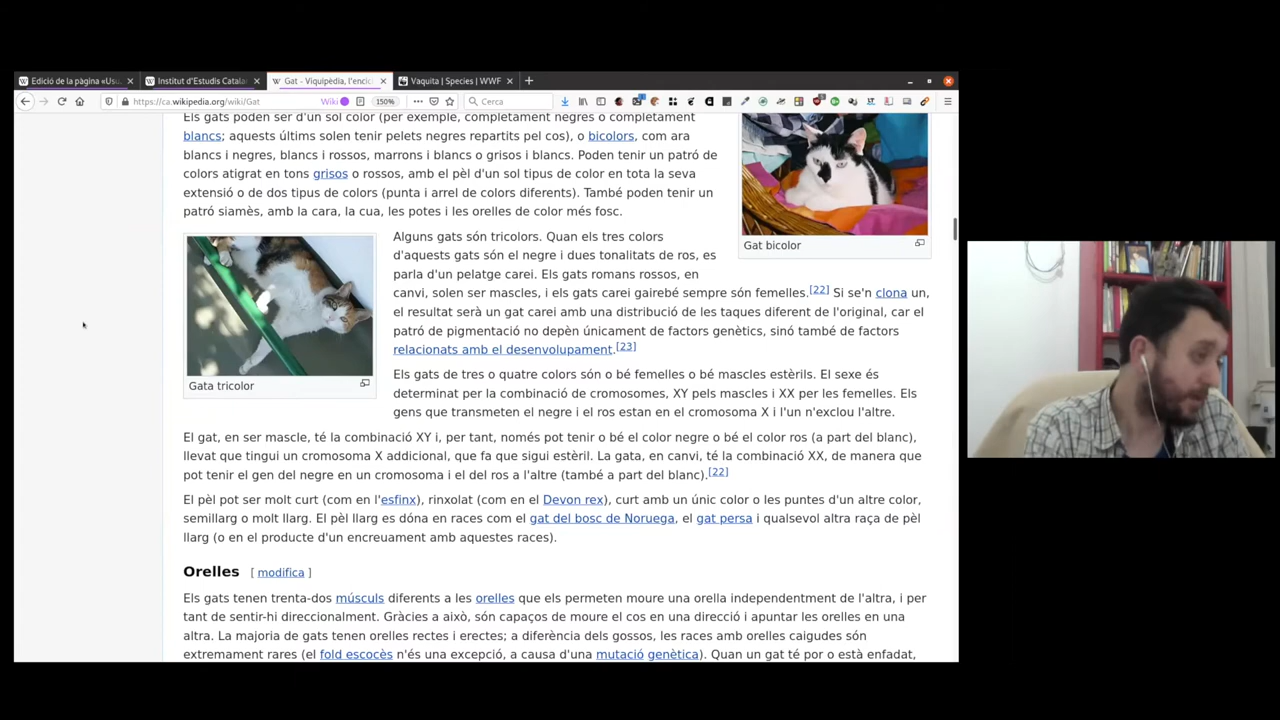 Edició de la pàgina «Usu
Institut d'Estudis Catala
Gat - Viquipèdia, l'encic
Vaquita | Species | WWF
https://ca.wikipedia.org/wiki/Gat
Wiki
150%
Cerca
Els gats poden ser d'un sol color (per exemple, completament negres o completament
blancs; aquests últims solen tenir pelets negres repartits pel cos), o bicolors, com ara
blancs i negres, blancs i rossos, marrons i blancs o grisos i blancs. Poden tenir un patró de
colors atigrat en tons grisos o rossos, amb el pèl d'un sol tipus de color en tota la seva
extensió o de dos tipus de colors (punta i arrel de colors diferents). També poden tenir un
patró siamès, amb la cara, la cua, les potes i les orelles de color més fosc.
Gat bicolor
Gata tricolor
Alguns gats són tricolors. Quan els tres colors
d'aquests gats són el negre i dues tonalitats de ros, es
parla d'un pelatge carei. Els gats romans rossos, en
canvi, solen ser mascles, i els gats carei gairebé sempre són femelles.[22] Si se'n clona un,
el resultat serà un gat carei amb una distribució de les taques diferent de l'original, car el
patró de pigmentació no depèn únicament de factors genètics, sinó també de factors
relacionats amb el desenvolupament.[23]
Els gats de tres o quatre colors són o bé femelles o bé mascles estèrils. El sexe és
determinat per la combinació de cromosomes, XY pels mascles i XX per les femelles. Els
gens que transmeten el negre i el ros estan en el cromosoma X i l'un n'exclou l'altre.
El gat, en ser mascle, té la combinació XY i, per tant, només pot tenir o bé el color negre o bé el color ros (a part del blanc),
llevat que tingui un cromosoma X addicional, que fa que sigui estèril. La gata, en canvi, té la combinació XX, de manera que
pot tenir el gen del negre en un cromosoma i el del ros a l'altre (també a part del blanc).[22]
El pèl pot ser molt curt (com en l'esfinx), rinxolat (com en el Devon rex), curt amb un únic color o les puntes d'un altre color,
semillarg o molt llarg. El pèl llarg es dóna en races com el gat del bosc de Noruega, el gat persa i qualsevol altra raça de pèl
llarg (o en el producte d'un encreuament amb aquestes races).
Orelles [ modifica ]
Els gats tenen trenta-dos músculs diferents a les orelles que els permeten moure una orella independentment de l'altra, i per
tant de sentir-hi direccionalment. Gràcies a això, són capaços de moure el cos en una direcció i apuntar les orelles en una
altra. La majoria de gats tenen orelles rectes i erectes; a diferència dels gossos, les races amb orelles caigudes són
extremament rares (el fold escocès n'és una excepció, a causa d'una mutació genètica). Quan un gat té por o està enfadat,